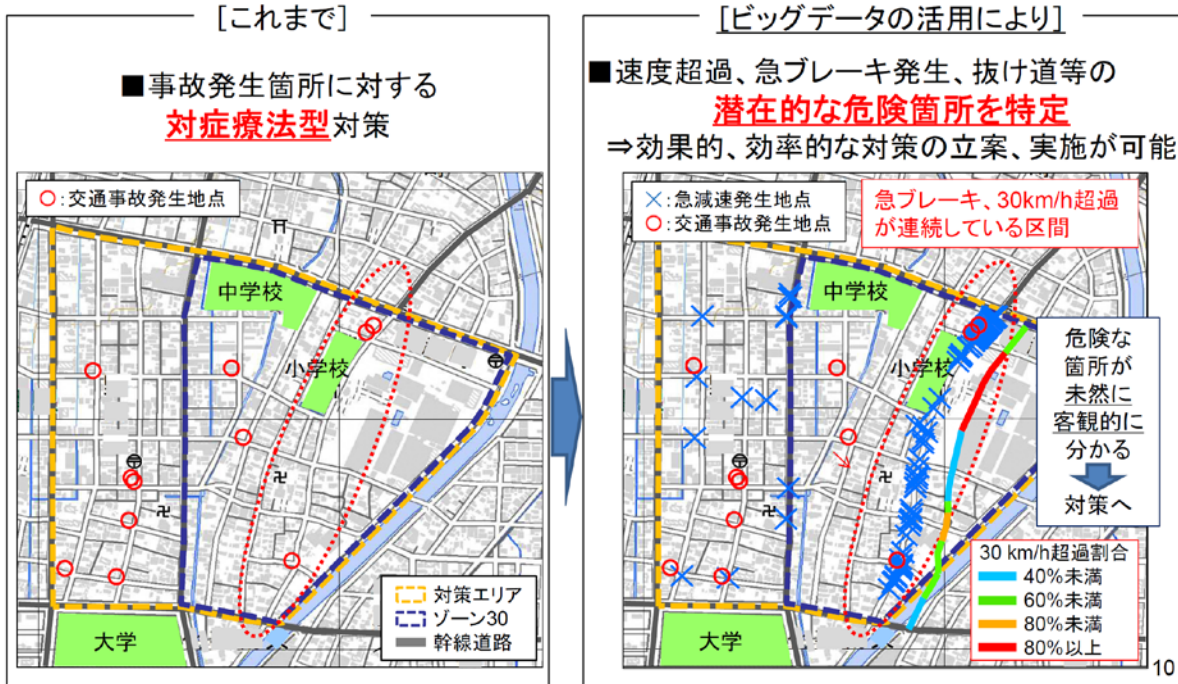 [これまで]
■事故発生箇所に対する
対症療法型対策
○:交通事故発生地点
中学校
小学校
大学
対策エリア
ゾーン30
幹線道路
[ビッグデータの活用により]
■速度超過、急ブレーキ発生、抜け道等の
潜在的な危険箇所を特定
⇒効果的、効率的な対策の立案、実施が可能
×:急減速発生地点
○:交通事故発生地点
急ブレーキ、30km/h超過
が連続している区間
中学校
小学校
大学
危険な
箇所が
未然に
客観的に
分かる
対策へ
30 km/h超過割合
40%未満
60%未満
80%未満
80%以上
10